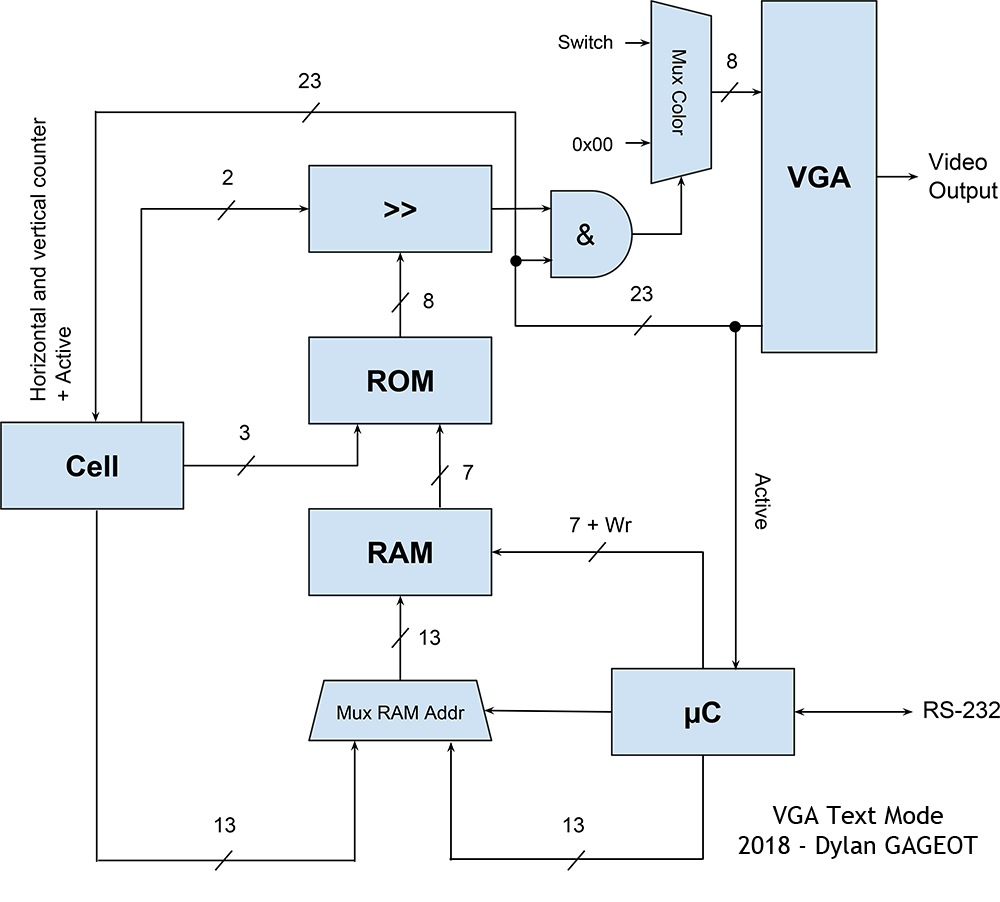 Switch
Mux Color
8
23
0x00
VGA
Video
Output
Horizontal and vertical counter
+ Active
2
>>
&
23
8
ROM
Cell
3
7
Active
RAM
7 + Wr
13
Mux RAM Addr
µC
RS-232
13
13
VGA Text Mode
2018 - Dylan GAGEOT